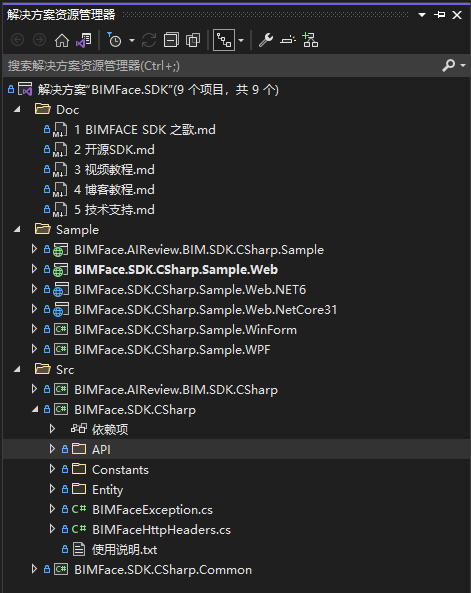 解决方案资源管理器
搜索解决方案资源管理器(Ctrl+;)
解决方案"BIMFace.SDK"(9 个项目，共 9 个)
Doc
1 BIMFACE SDK 之歌.md
2 开源SDK.md
3 视频教程.md
4 博客教程.md
5 技术支持.md
Sample
BIMFace.AIReview.BIM.SDK.CSharp.Sample
BIMFace.SDK.CSharp.Sample.Web
BIMFace.SDK.CSharp.Sample.Web.NET6
BIMFace.SDK.CSharp.Sample.Web.NetCore31
BIMFace.SDK.CSharp.Sample.WinForm
BIMFace.SDK.CSharp.Sample.WPF
Src
BIMFace.AIReview.BIM.SDK.CSharp
BIMFace.SDK.CSharp
依赖项
API
Constants
Entity
C# BIMFaceException.cs
C# BIMFaceHttpHeaders.cs
使用说明.txt
BIMFace.SDK.CSharp.Common